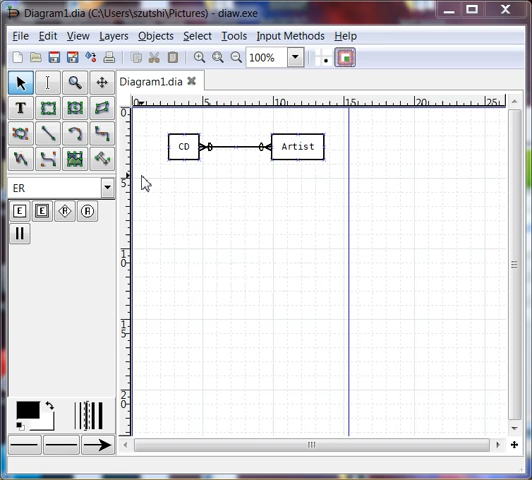 Diagram1.dia (C:\Users\szutshi\Pictures) - diaw.exe
File Edit View Layers Objects Select Tools Input Methods Help
100%
Diagram1.dia
0 5 10 15 20 25
T
CD Artist
0
5
ER
E E R A
10
15
20